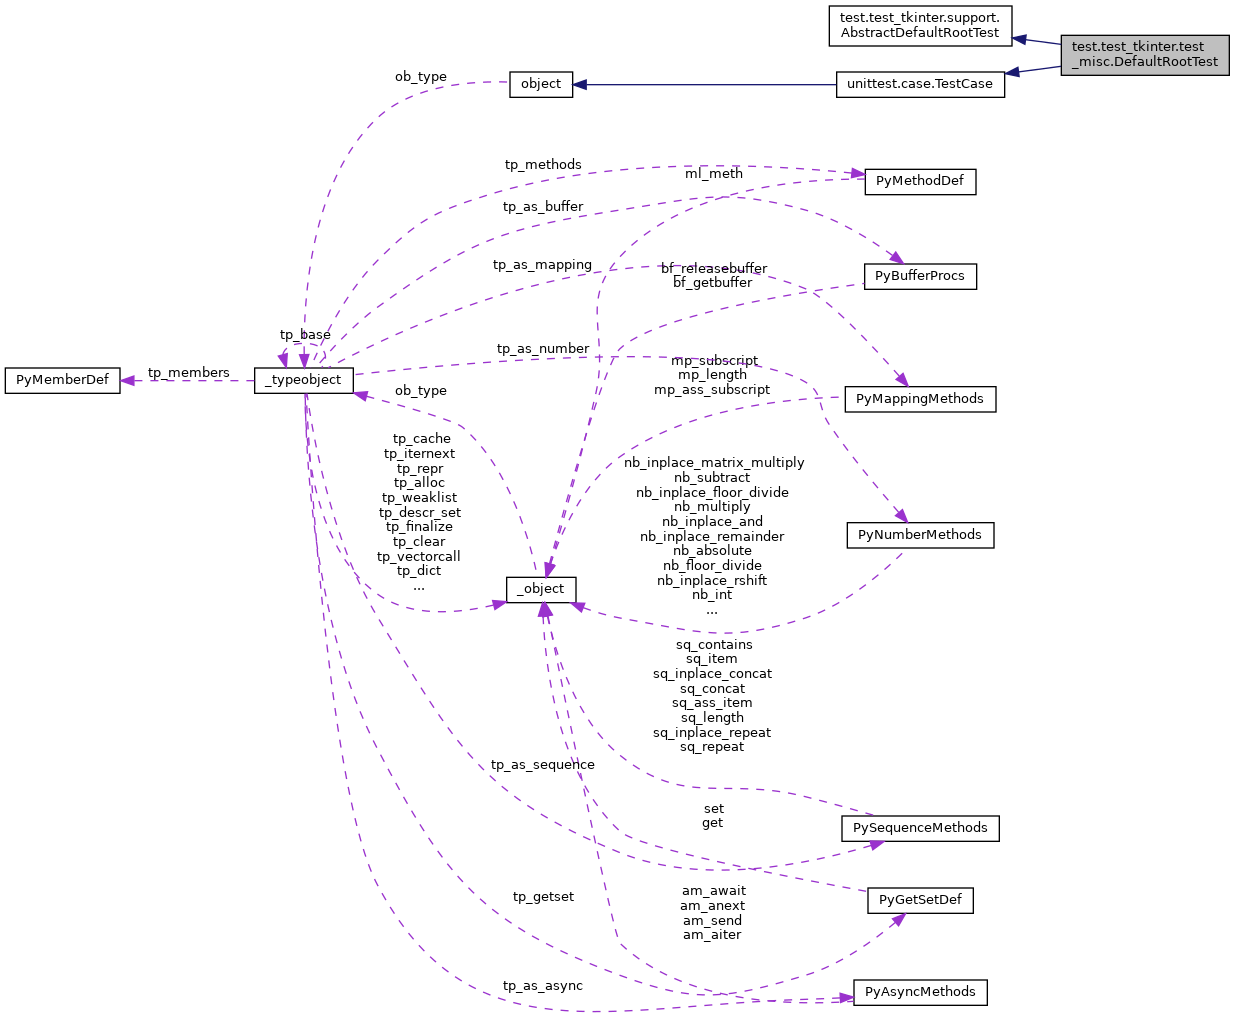 test.test_tkinter.support.
AbstractDefaultRootTest
test.test_tkinter.test
_misc.DefaultRootTest
ob_type
object
unittest.case.TestCase
tp_methods
ml_meth
PyMethodDef
tp_as_buffer
tp_as_mapping
bf_releasebuffer
bf_getbuffer
PyBufferProcs
tp_base
tp_as_number
PyMemberDef
tp_members
_typeobject
ob_type
mp_subscript
mp_length
mp_ass_subscript
PyMappingMethods
tp_cache
tp_iternext
tp_repr
tp_alloc
tp_weaklist
tp_descr_set
tp_finalize
tp_clear
tp_vectorcall
tp_dict
...
nb_inplace_matrix_multiply
nb_subtract
nb_inplace_floor_divide
nb_multiply
nb_inplace_and
nb_inplace_remainder
nb_absolute
nb_floor_divide
nb_inplace_rshift
nb_int
...
PyNumberMethods
_object
sq_contains
sq_item
sq_inplace_concat
sq_concat
sq_ass_item
sq_length
sq_inplace_repeat
sq_repeat
tp_as_sequence
set
get
PySequenceMethods
tp_getset
am_await
am_anext
am_send
am_aiter
PyGetSetDef
tp_as_async
PyAsyncMethods